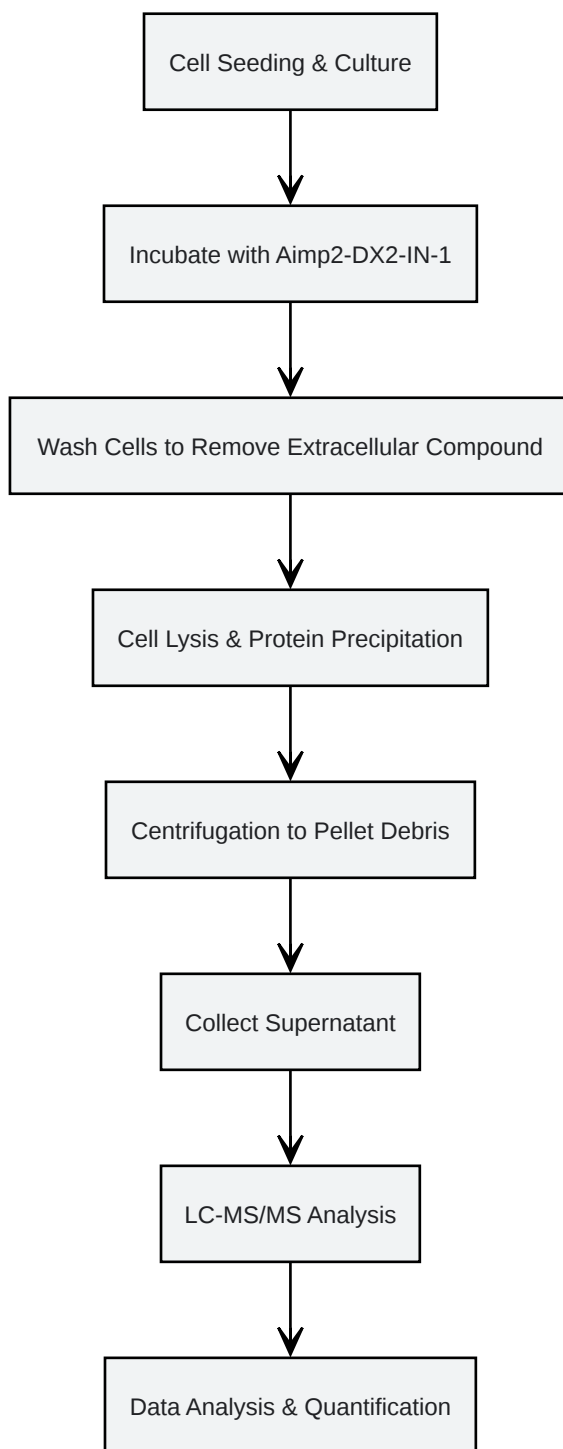 Cell Seeding & Culture
Incubate with Aimp2-DX2-IN-1
Wash Cells to Remove Extracellular Compound
Cell Lysis & Protein Precipitation
Centrifugation to Pellet Debris
Collect Supernatant
LC-MS/MS Analysis
Data Analysis & Quantification